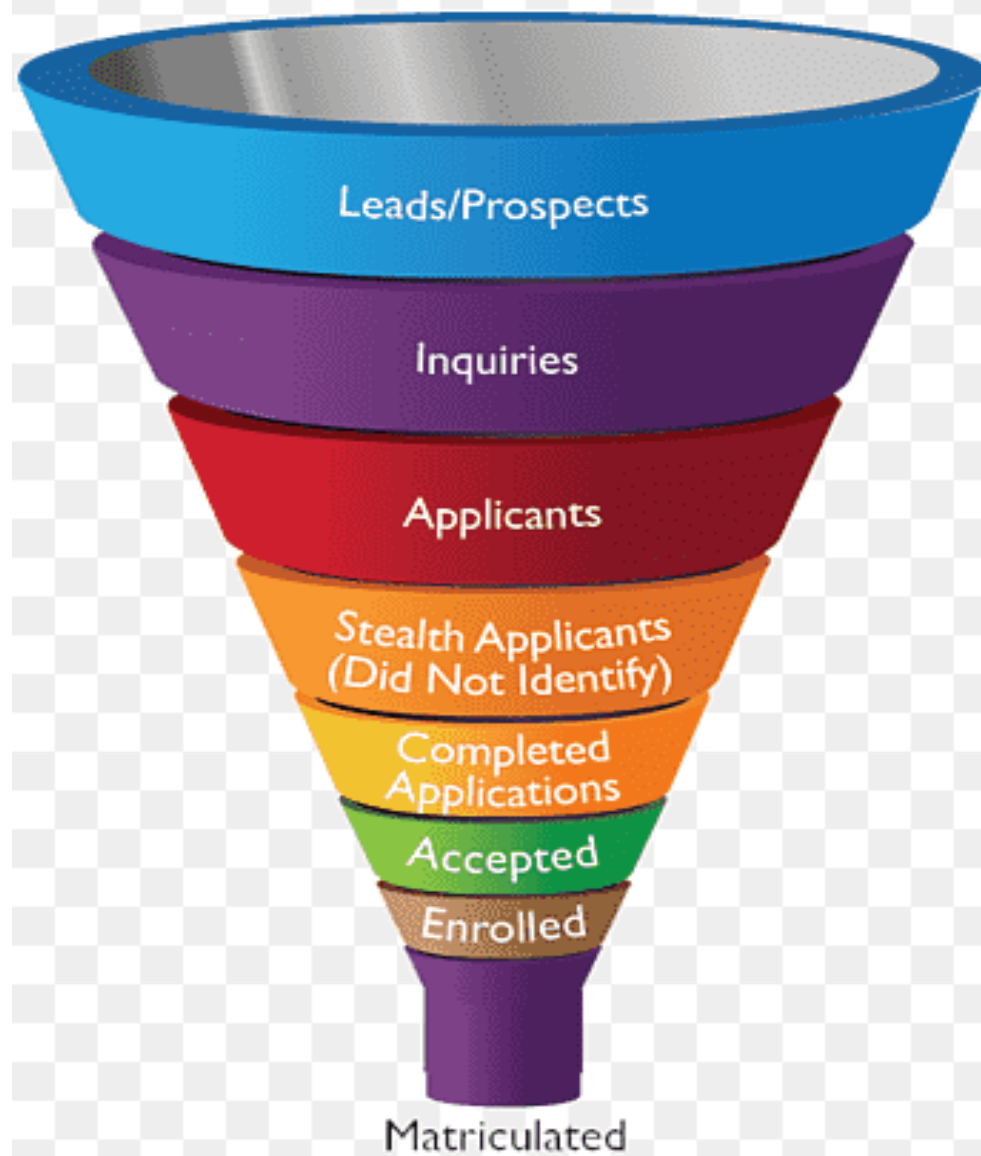 Leads/Prospects
Inquiries
Applicants
Stealth Applicants
(Did Not Identify)
Completed
Applications
Accepted
Enrolled
Matriculated